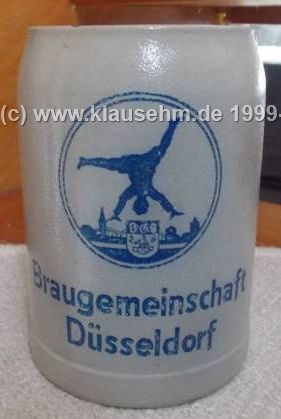 (c) www.klausehm.de 1999-
Braugemeinschaft
Düsseldorf